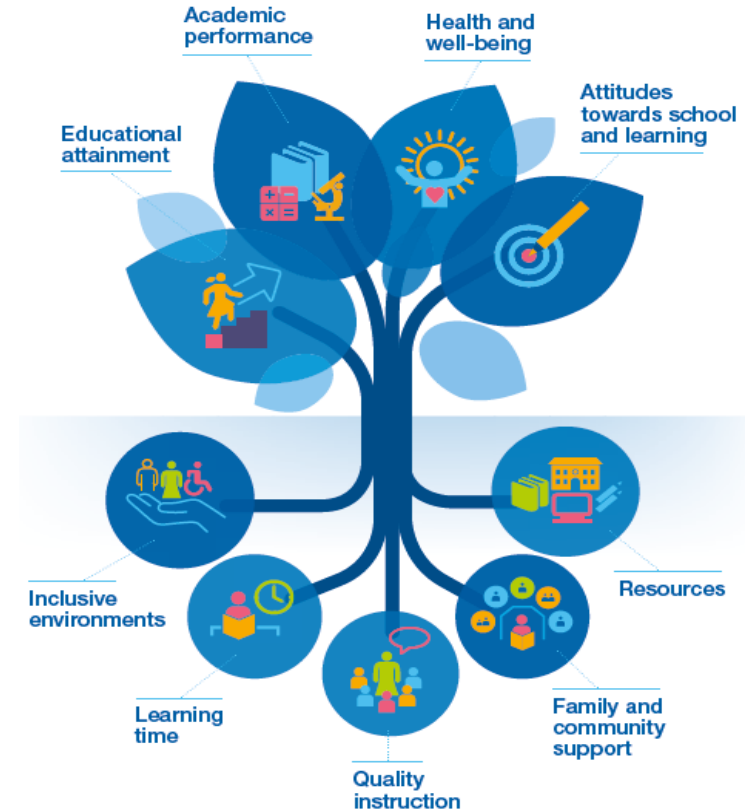 Academic
performance
Health and
well-being
Attitudes
towards school
and learning
Educational
attainment
Inclusive
environments
Resources
Learning
time
Family and
community
support
Quality
instruction